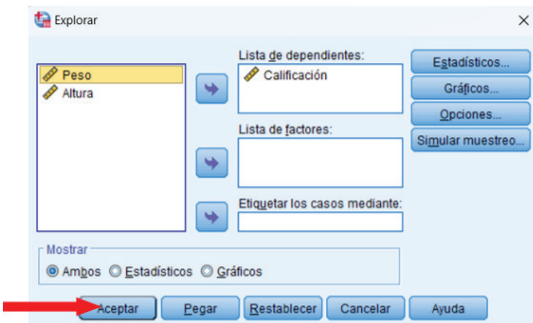 Explorar
Peso
Altura
Lista de dependientes:
Calificación
Lista de factores:
Etiquetar los casos mediante:
Estadísticos...
Gráficos...
Opciones...
Simular muestreo...
Mostrar
Ambos Estadísticos Gráficos
Aceptar Pegar Restablecer Cancelar Ayuda